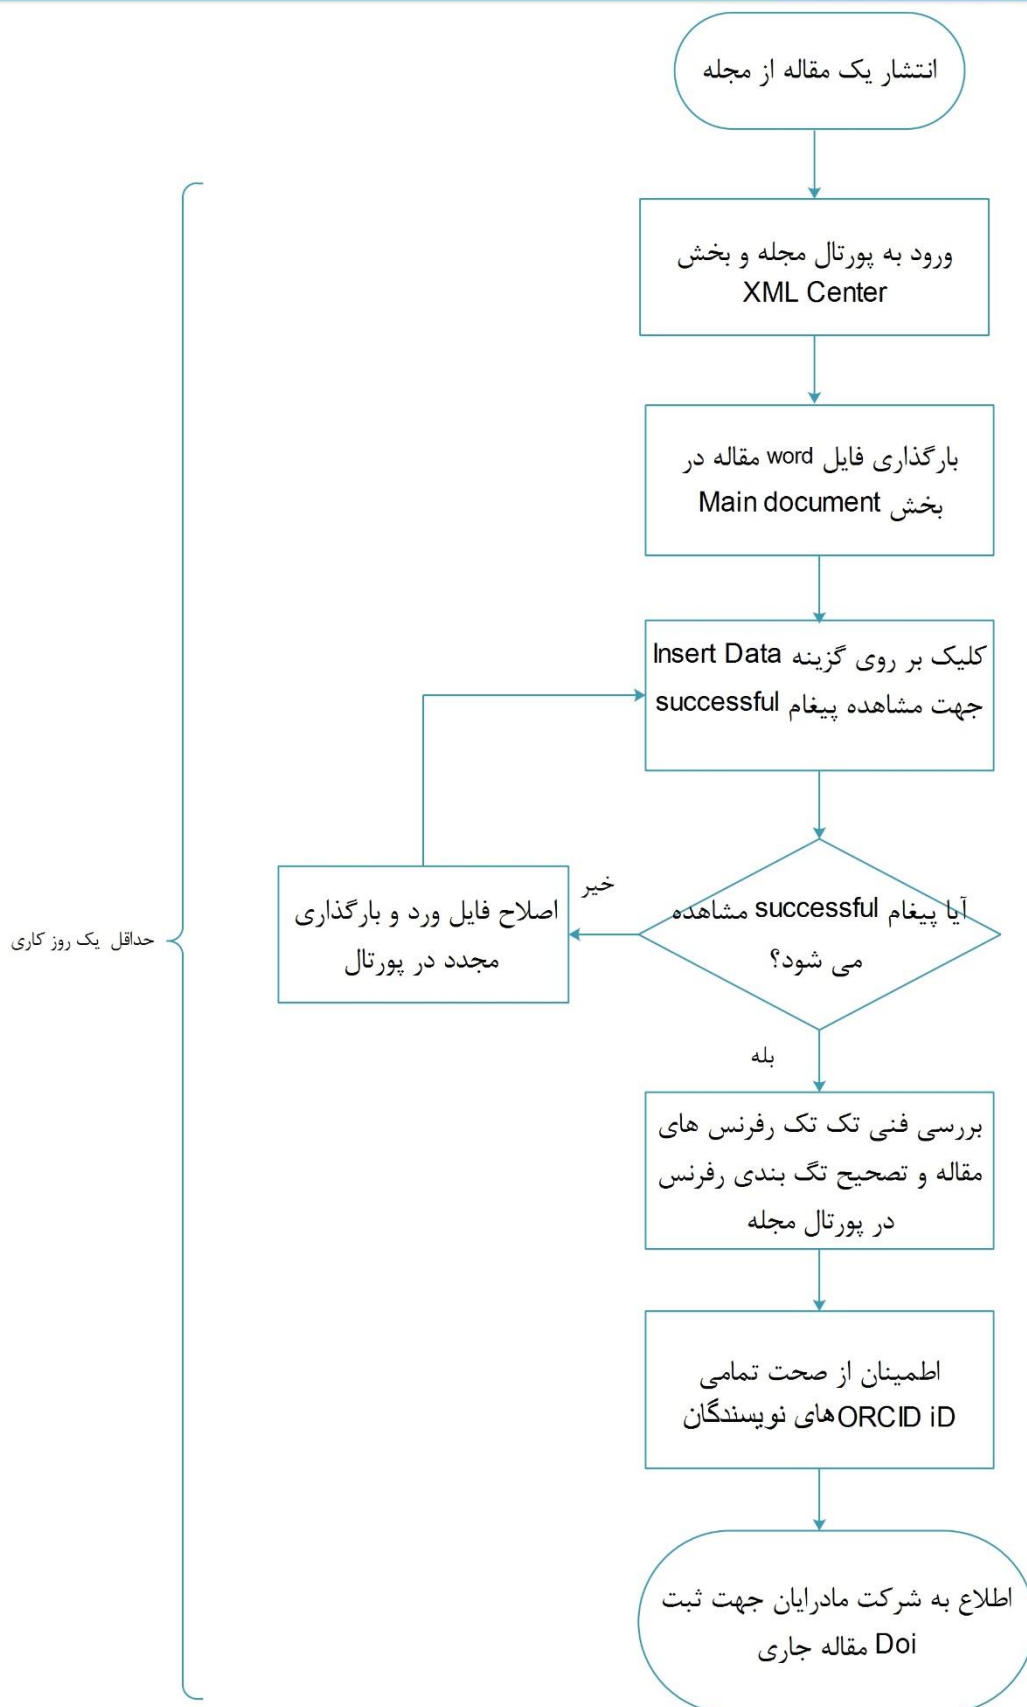 انتشار یک مقاله از مجله
ورود به پورتال مجله و بخش
XML Center
بارگذاری فایل word مقاله در
بخش Main document
کلیک بر روی گزینه Insert Data
جهت مشاهده پیغام successful
آیا پیغام successful مشاهده
می شود؟
خیر
اصلاح فایل ورد و بارگذاری
مجدد در پورتال
حداقل یک روز کاری
بله
بررسی فنی تک تک رفرنس های
مقاله و تصحیح تگ بندی رفرنس
در پورتال مجله
اطمینان از صحت تمامی
ORCID iDهای نویسندگان
اطلاع به شرکت مادرایان جهت ثبت
Doi مقاله جاری